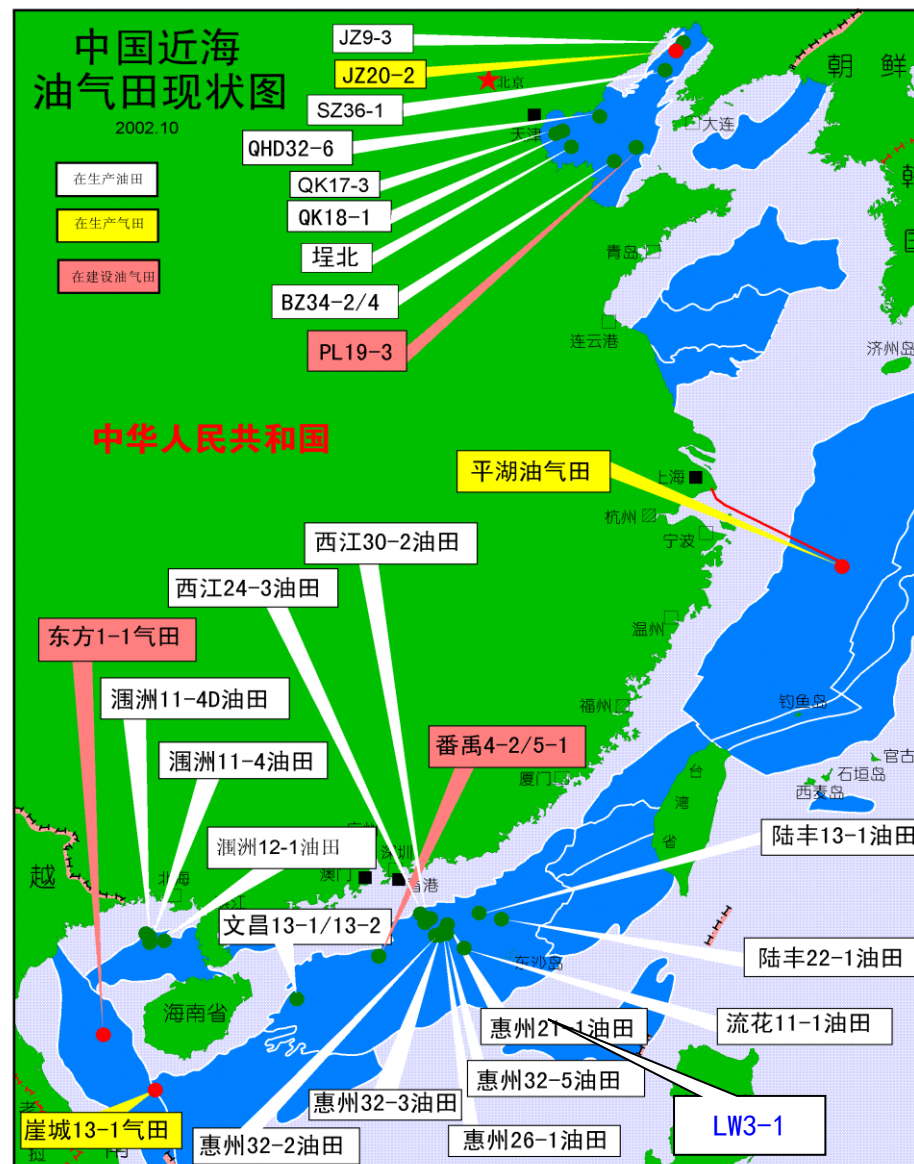 中国近海
油气田现状图
2002.10
在生产油田
在生产气田
在建设油气田
JZ9-3
JZ20-2
SZ36-1
QHD32-6
QK17-3
QK18-1
埕北
BZ34-2/4
PL19-3
北京
天津
大连
朝鲜
青岛
连云港
济州岛
中华人民共和国
平湖油气田
上海
杭州
宁波
西江30-2油田
西江24-3油田
东方1-1气田
温州
涠洲11-4D油田
钓鱼岛
福州
番禹4-2/5-1
涠洲11-4油田
厦门
台湾省
官古
石垣岛
西表岛
陆丰13-1油田
涠洲12-1油田
深圳
澳门
香港
越
北海
文昌13-1/13-2
陆丰22-1油田
东沙岛
海南省
流花11-1油田
惠州21-1油田
惠州32-5油田
惠州32-3油田
LW3-1
崖城13-1气田
惠州32-2油田
惠州26-1油田
老
南